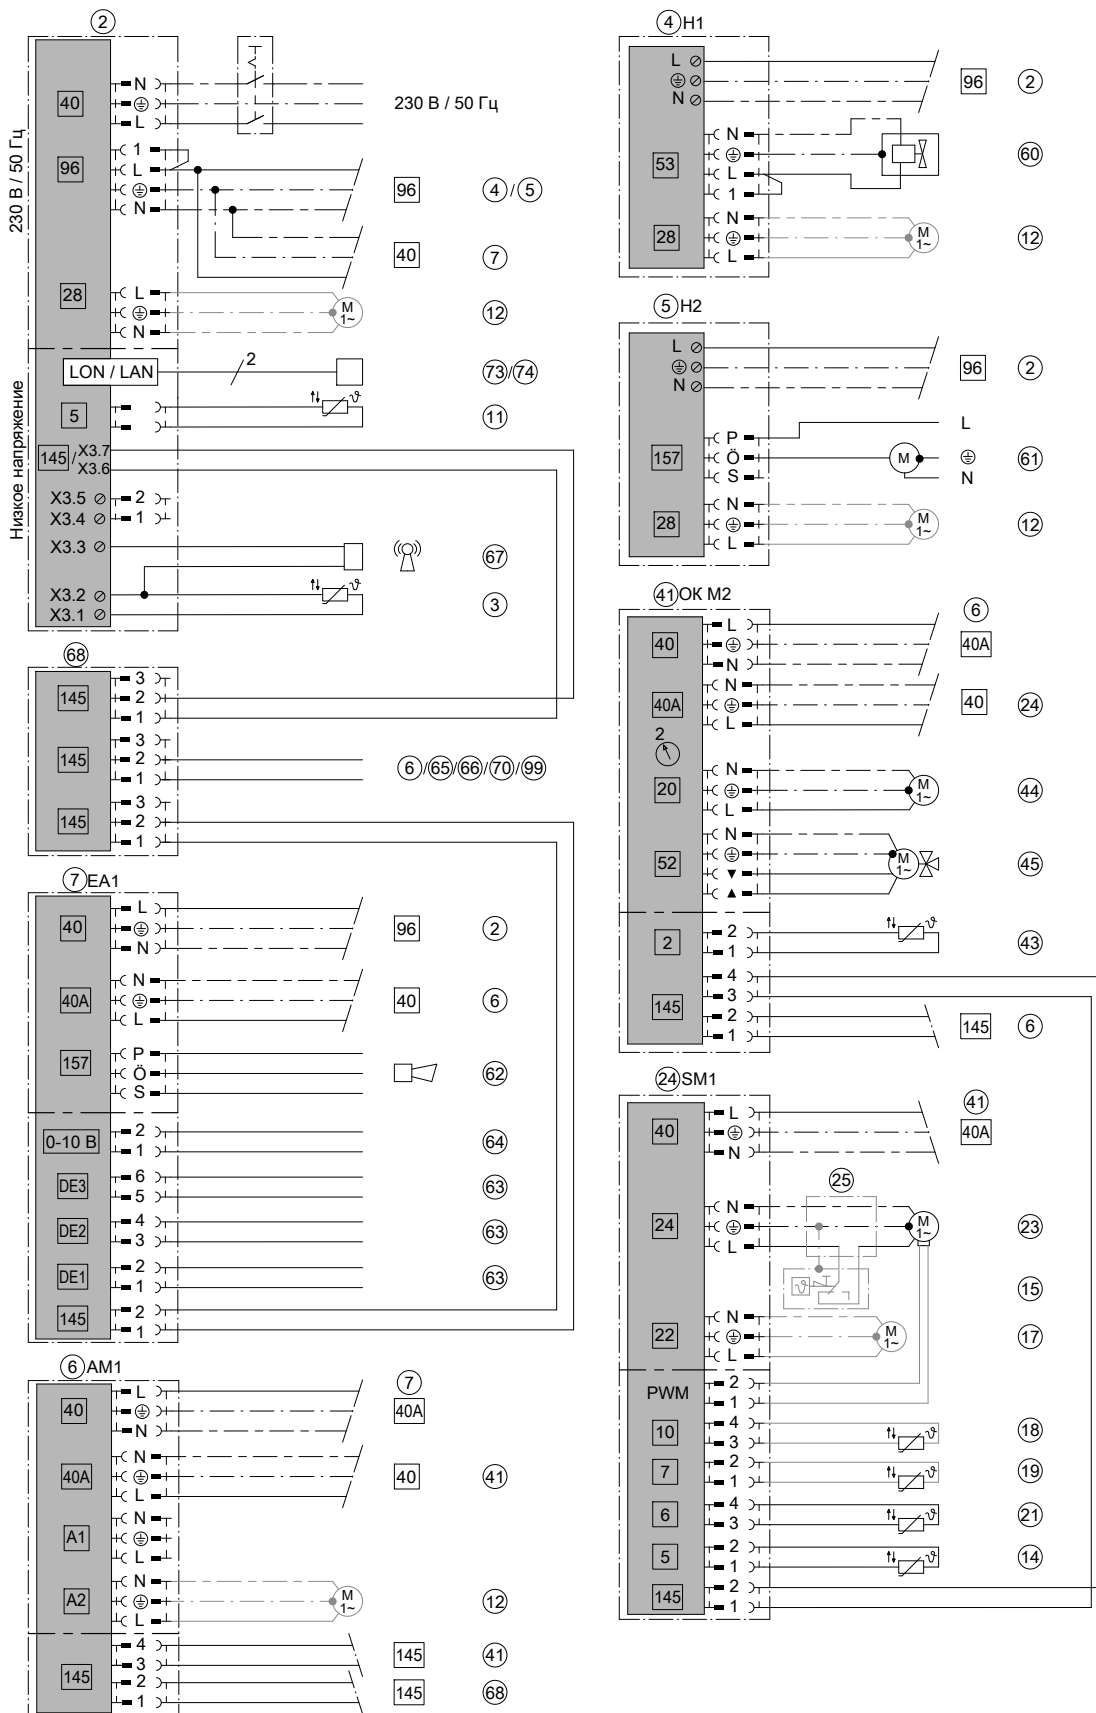 2
230 В / 50 Гц
Низкое напряжение
40
N
L
230 В / 50 Гц
96
1
L
N
96
4 / 5
40
7
28
L
N
M
1~
12
LON / LAN
2
73/74
5
ϑ
11
145 / X3.7
X3.6
X3.5
2
X3.4
1
X3.3
67
X3.2
ϑ
X3.1
3
68
145
3
2
1
145
3
2
1
6/65/66/70/99
145
3
2
1
7 EA1
40
L
N
96
2
40A
N
L
40
6
157
P
Ö
S
62
0-10 В
2
1
64
DE3
6
5
63
DE2
4
3
63
DE1
2
1
63
145
2
1
6 AM1
40
L
N
7
40A
40A
N
L
40
41
A1
N
L
A2
N
L
M
1~
12
145
4
3
2
1
145
41
145
68
4 H1
L
N
96
2
53
N
L
1
60
28
N
L
M
1~
12
5 H2
L
N
96
2
157
P
Ö
S
M
L
N
61
28
N
L
M
1~
12
41 OK M2
40
L
N
6
40A
40A
N
L
40
24
2
20
N
L
M
1~
44
52
N
▼
▲
M
1~
45
2
2
1
ϑ
43
145
4
3
2
1
145
6
24 SM1
40
L
N
41
40A
25
24
N
L
M
1~
23
ϑ
15
22
N
L
M
1~
17
PWM
2
1
10
4
3
ϑ
18
7
2
1
ϑ
19
6
4
3
ϑ
21
5
2
1
ϑ
14
145
2
1